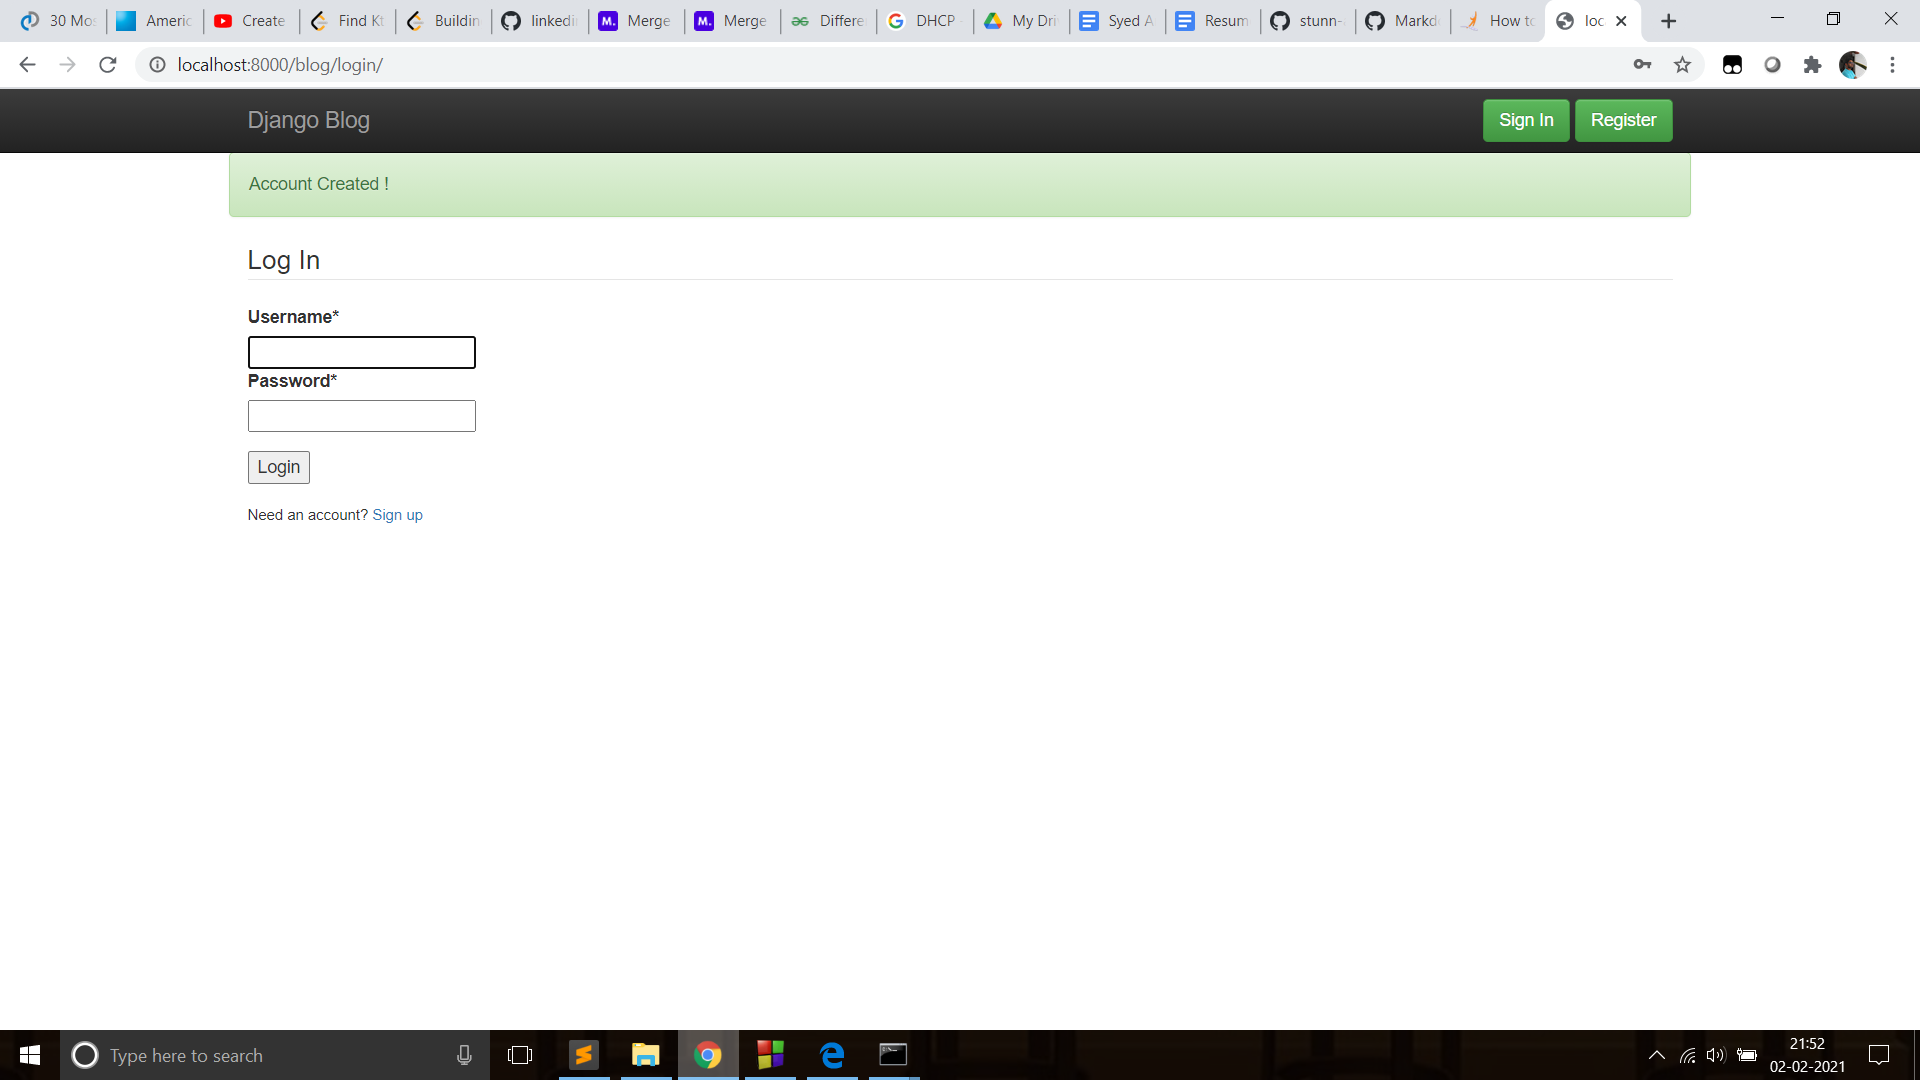 30 Mos
Americ
Create
Find Kt
Buildin
linkedi
Merge
Merge
Differe
DHCP
My Dri
Syed A
Resum
stunn-
Markd
How to
loc
localhost:8000/blog/login/
Django Blog
Sign In
Register
Account Created !
Log In
Username*
Password*
Login
Need an account? Sign up
Type here to search
21:52
02-02-2021